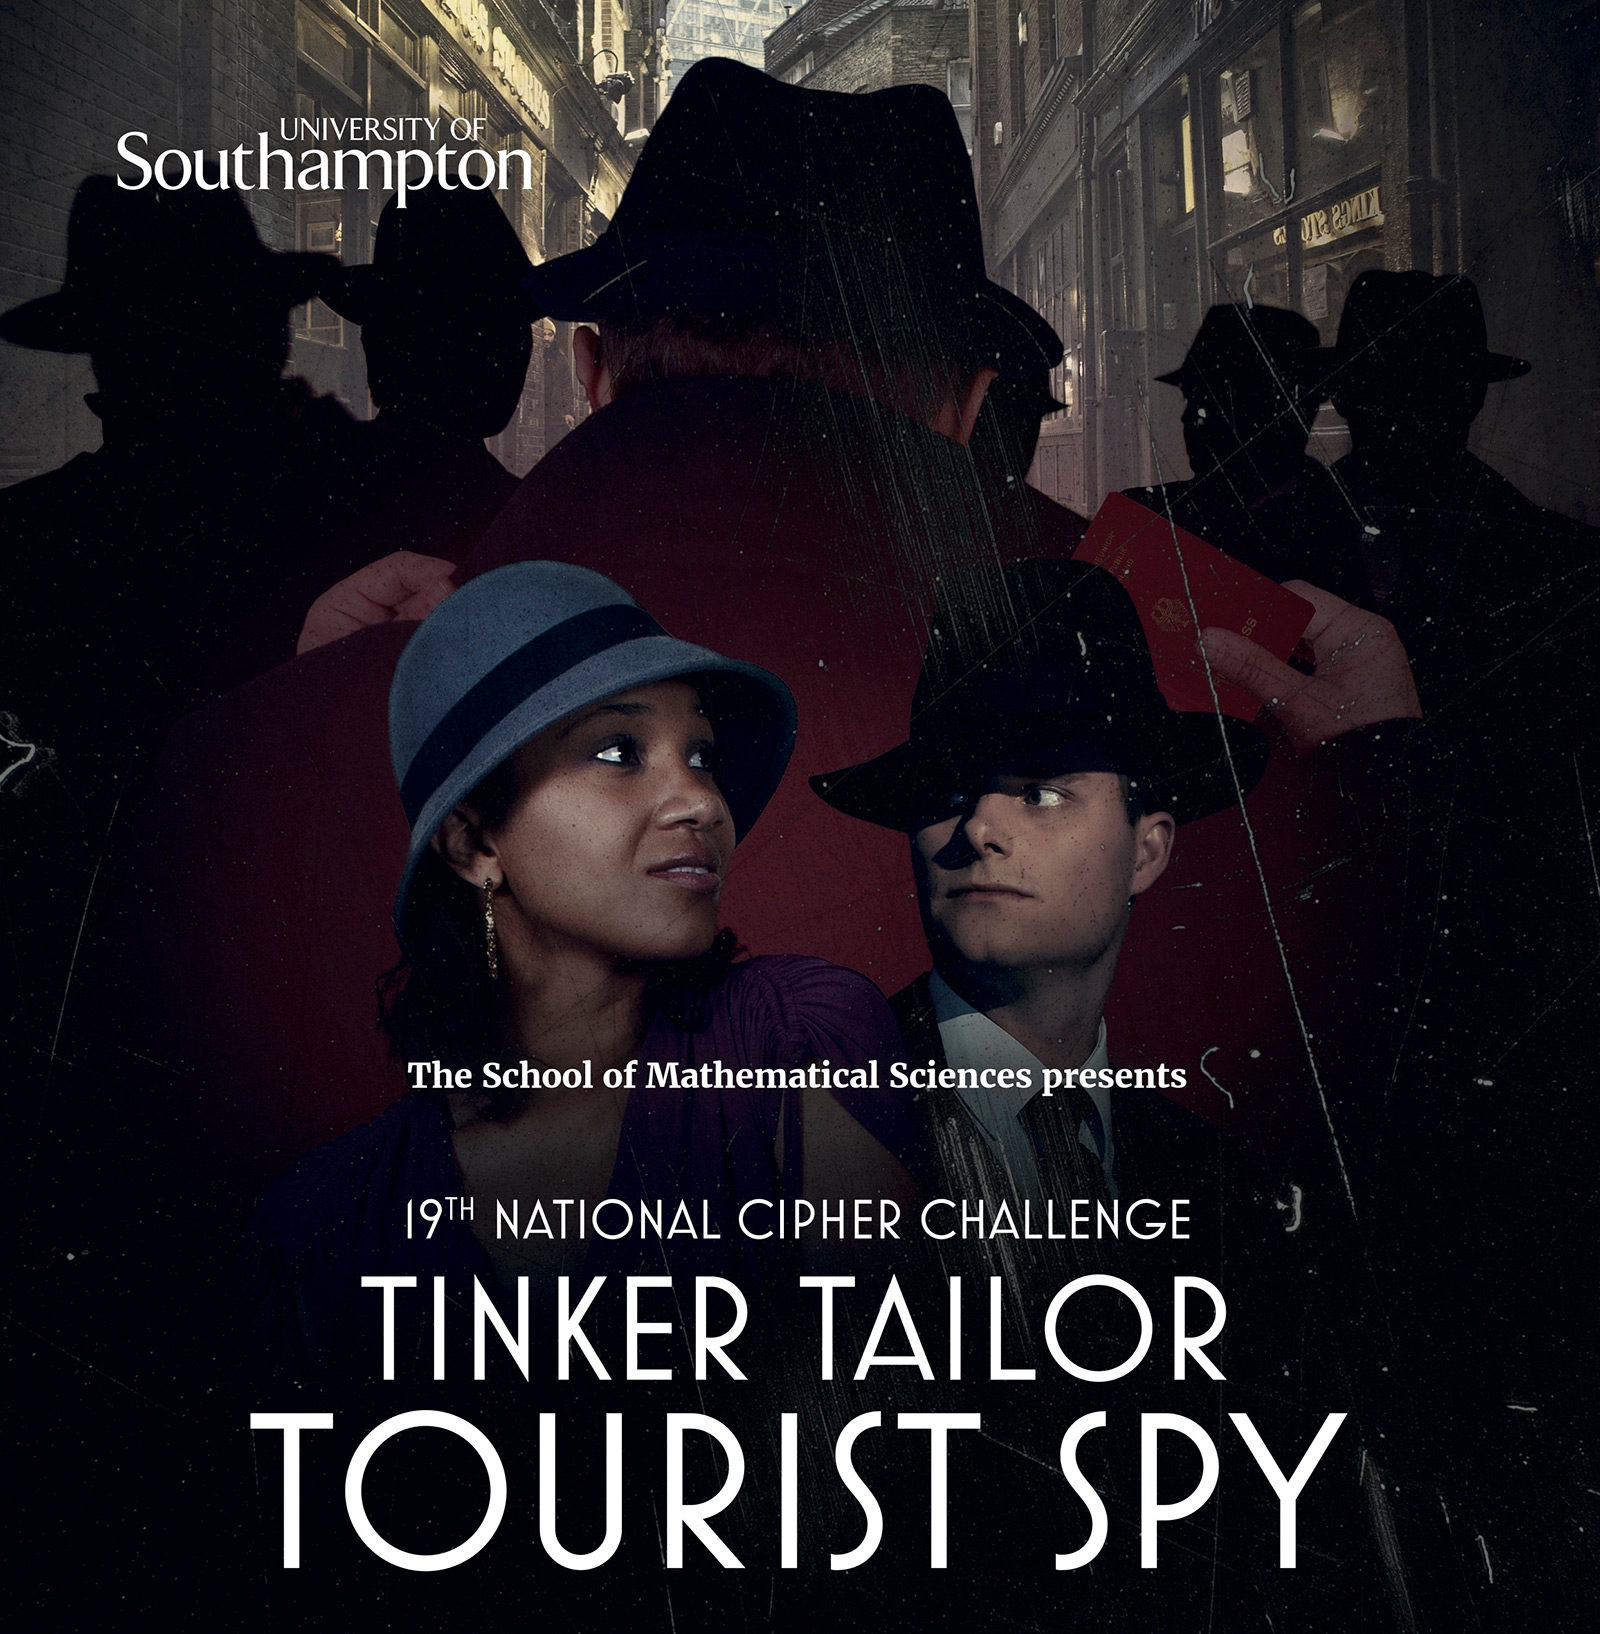 UNIVERSITY OF
Southampton
The School of Mathematical Sciences presents
19TH NATIONAL CIPHER CHALLENGE
TINKER TAILOR
TOURIST SPY